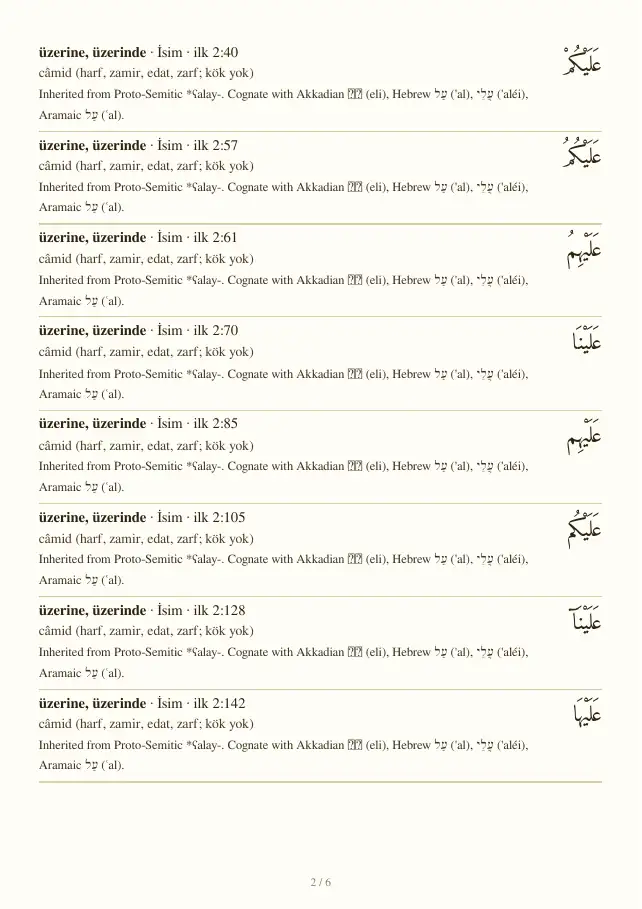 üzerine, üzerinde · İsim · ilk 2:40 عَلَيْكُمْ
câmid (harf, zamir, edat, zarf; kök yok)
Inherited from Proto-Semitic *ʕalay-. Cognate with Akkadian (eli), Hebrew עַל ('al), עֲלֵי ('aléi),
Aramaic עַל (ʿal).
üzerine, üzerinde · İsim · ilk 2:57 عَلَيْكُمُ
câmid (harf, zamir, edat, zarf; kök yok)
Inherited from Proto-Semitic *ʕalay-. Cognate with Akkadian (eli), Hebrew עַל ('al), עֲלֵי ('aléi),
Aramaic עַל (ʿal).
üzerine, üzerinde · İsim · ilk 2:61 عَلَيْهِمُ
câmid (harf, zamir, edat, zarf; kök yok)
Inherited from Proto-Semitic *ʕalay-. Cognate with Akkadian (eli), Hebrew עַל ('al), עֲלֵי ('aléi),
Aramaic עַל (ʿal).
üzerine, üzerinde · İsim · ilk 2:70 عَلَيْنَا
câmid (harf, zamir, edat, zarf; kök yok)
Inherited from Proto-Semitic *ʕalay-. Cognate with Akkadian (eli), Hebrew עַל ('al), עֲלֵי ('aléi),
Aramaic עַל (ʿal).
üzerine, üzerinde · İsim · ilk 2:85 عَلَيْهِم
câmid (harf, zamir, edat, zarf; kök yok)
Inherited from Proto-Semitic *ʕalay-. Cognate with Akkadian (eli), Hebrew עַל ('al), עֲלֵי ('aléi),
Aramaic עַל (ʿal).
üzerine, üzerinde · İsim · ilk 2:105 عَلَيْكُم
câmid (harf, zamir, edat, zarf; kök yok)
Inherited from Proto-Semitic *ʕalay-. Cognate with Akkadian (eli), Hebrew עַל ('al), עֲלֵי ('aléi),
Aramaic עַל (ʿal).
üzerine, üzerinde · İsim · ilk 2:128 عَلَيْنَآ
câmid (harf, zamir, edat, zarf; kök yok)
Inherited from Proto-Semitic *ʕalay-. Cognate with Akkadian (eli), Hebrew עַל ('al), עֲלֵי ('aléi),
Aramaic עַל (ʿal).
üzerine, üzerinde · İsim · ilk 2:142 عَلَيْهَا
câmid (harf, zamir, edat, zarf; kök yok)
Inherited from Proto-Semitic *ʕalay-. Cognate with Akkadian (eli), Hebrew עַל ('al), עֲלֵי ('aléi),
Aramaic עַל (ʿal).
2 / 6